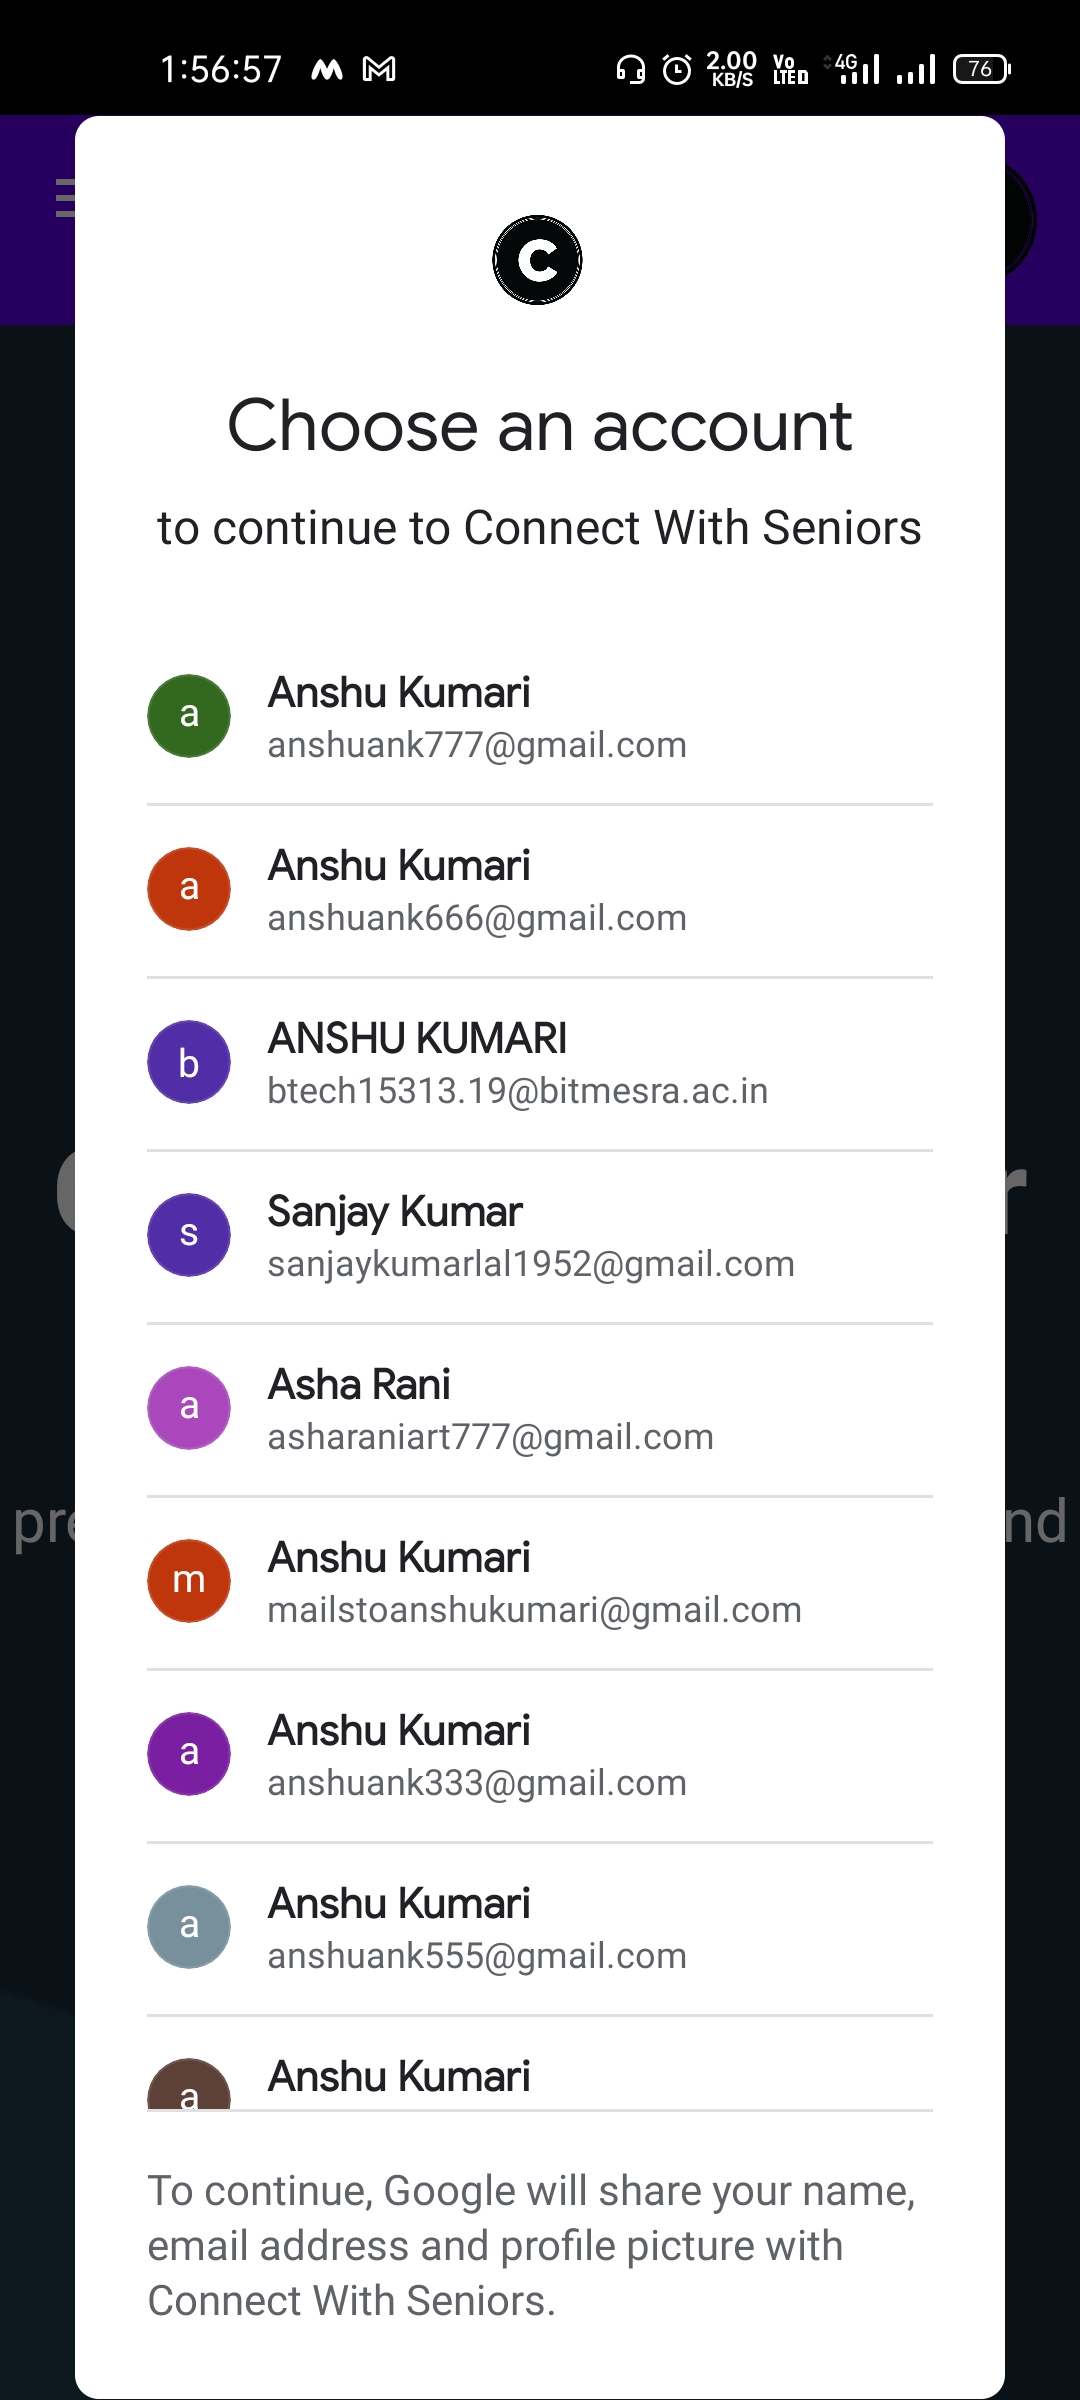 1:56:57 2.00 KB/S Vo LTED 4G 76
C
Choose an account
to continue to Connect With Seniors
a Anshu Kumari
anshuank777@gmail.com
a Anshu Kumari
anshuank666@gmail.com
b ANSHU KUMARI
btech15313.19@bitmesra.ac.in
s Sanjay Kumar
sanjaykumarlal1952@gmail.com
a Asha Rani
asharaniart777@gmail.com
pre nd
m Anshu Kumari
mailstoanshukumari@gmail.com
a Anshu Kumari
anshuank333@gmail.com
a Anshu Kumari
anshuank555@gmail.com
a Anshu Kumari
To continue, Google will share your name,
email address and profile picture with
Connect With Seniors.